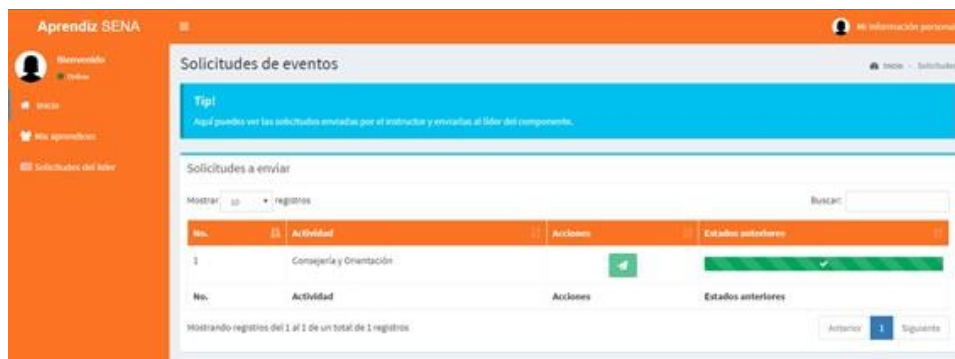 Aprendiz SENA
Mi información personal
Bienvenido
Online
Inicio
Mis aprendices
Solicitudes del líder
Solicitudes de eventos
Inicio
Solicitudes
Tip!
Aquí puedes ver las solicitudes enviadas por el instructor y enviarlas al líder del componente.
Solicitudes a enviar
Mostrar 10 registros
Buscar:
No. Actividad Acciones Estados anteriores
1 Consejería y Orientación
No. Actividad Acciones Estados anteriores
Mostrando registros del 1 al 1 de un total de 1 registros
Anterior 1 Siguiente